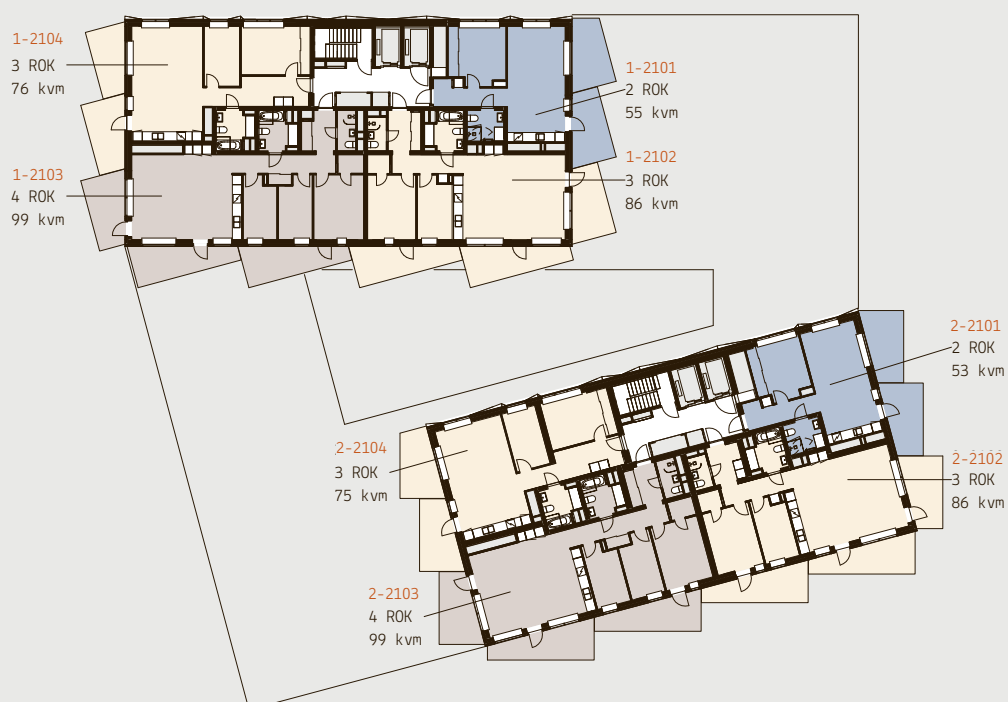 1-2104
3 ROK
76 kvm
1-2101
2 ROK
55 kvm
1-2103
4 ROK
99 kvm
1-2102
3 ROK
86 kvm
2-2101
2 ROK
53 kvm
2-2104
3 ROK
75 kvm
2-2102
3 ROK
86 kvm
2-2103
4 ROK
99 kvm